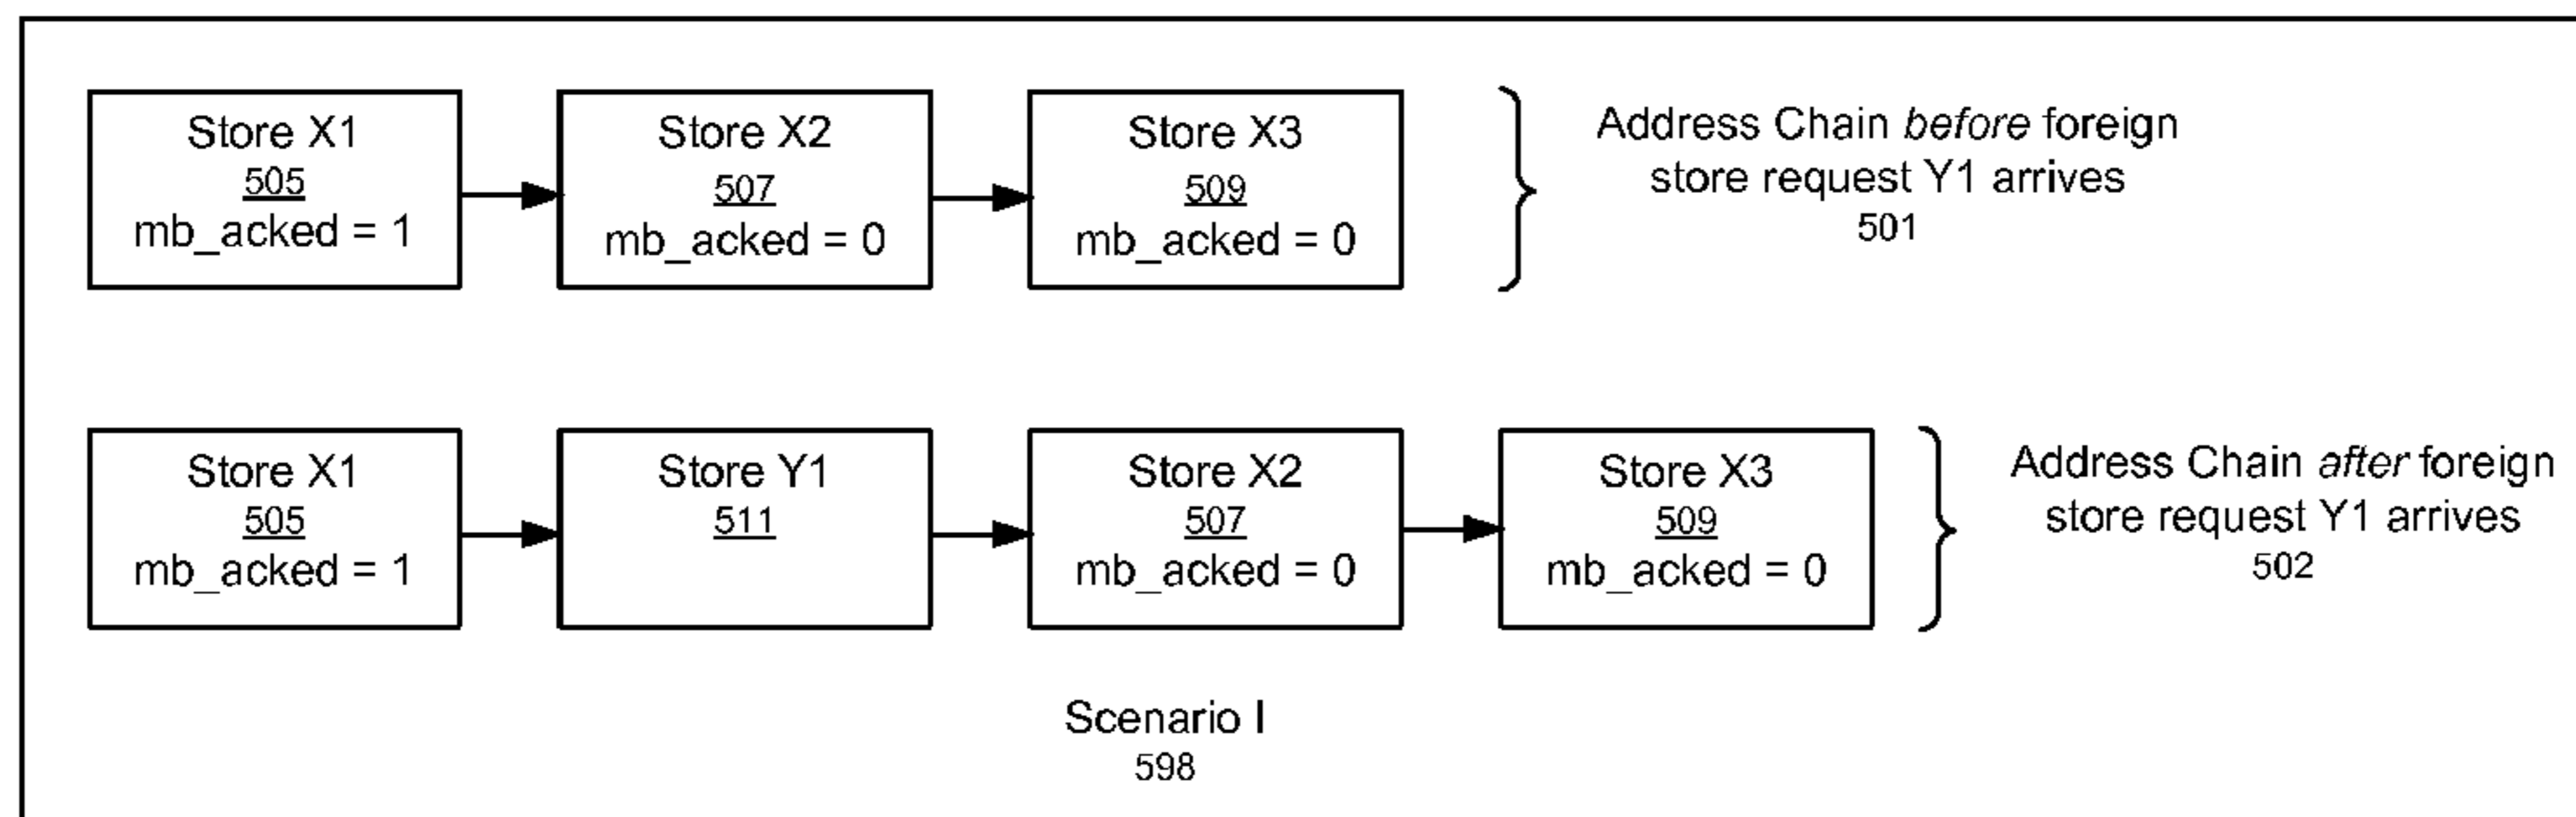 Store X1
505
mb_acked = 1
Store X2
507
mb_acked = 0
Store X3
509
mb_acked = 0
Address Chain before foreign
store request Y1 arrives
501
Store X1
505
mb_acked = 1
Store Y1
511
Store X2
507
mb_acked = 0
Store X3
509
mb_acked = 0
Address Chain after foreign
store request Y1 arrives
502
Scenario I
598